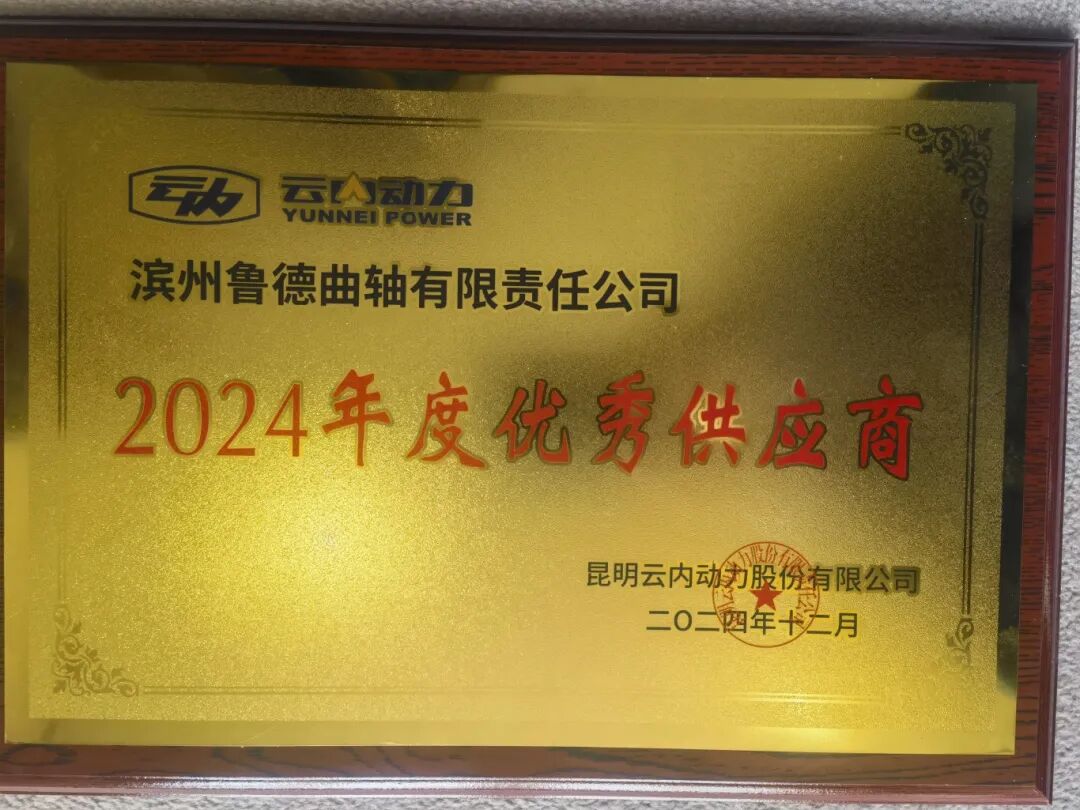 云内动力
YUNNEI POWER
滨州鲁德曲轴有限责任公司
2024年度优秀供应商
昆明云内动力股份有限公司
二〇二四年十二月